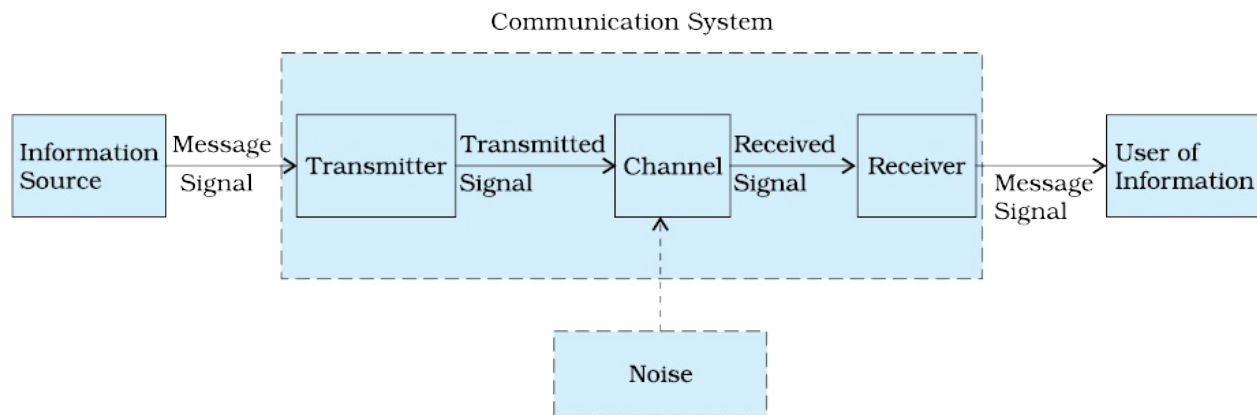 Communication System
Information
Source
Message
Signal
Transmitter
Transmitted
Signal
Channel
Received
Signal
Receiver
Message
Signal
User of
Information
Noise